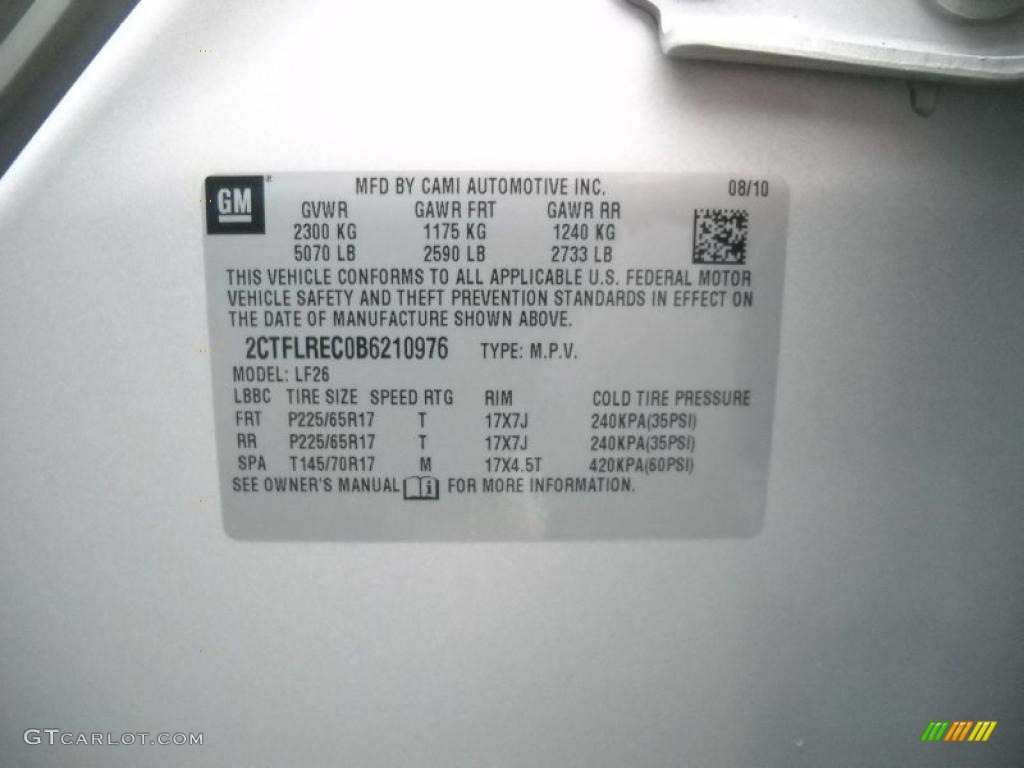 GM
MFD BY CAMI AUTOMOTIVE INC. 08/10
GVWR GAWR FRT GAWR RR
2300 KG 1175 KG 1240 KG
5070 LB 2590 LB 2733 LB
THIS VEHICLE CONFORMS TO ALL APPLICABLE U.S. FEDERAL MOTOR
VEHICLE SAFETY AND THEFT PREVENTION STANDARDS IN EFFECT ON
THE DATE OF MANUFACTURE SHOWN ABOVE.
2CTFLREC0B6210976 TYPE: M.P.V.
MODEL: LF26
LBBC TIRE SIZE SPEED RTG RIM COLD TIRE PRESSURE
FRT P225/65R17 T 17X7J 240KPA(35PSI)
RR P225/65R17 T 17X7J 240KPA(35PSI)
SPA T145/70R17 M 17X4.5T 420KPA(60PSI)
SEE OWNER'S MANUAL i FOR MORE INFORMATION.
GTCARLOT.COM